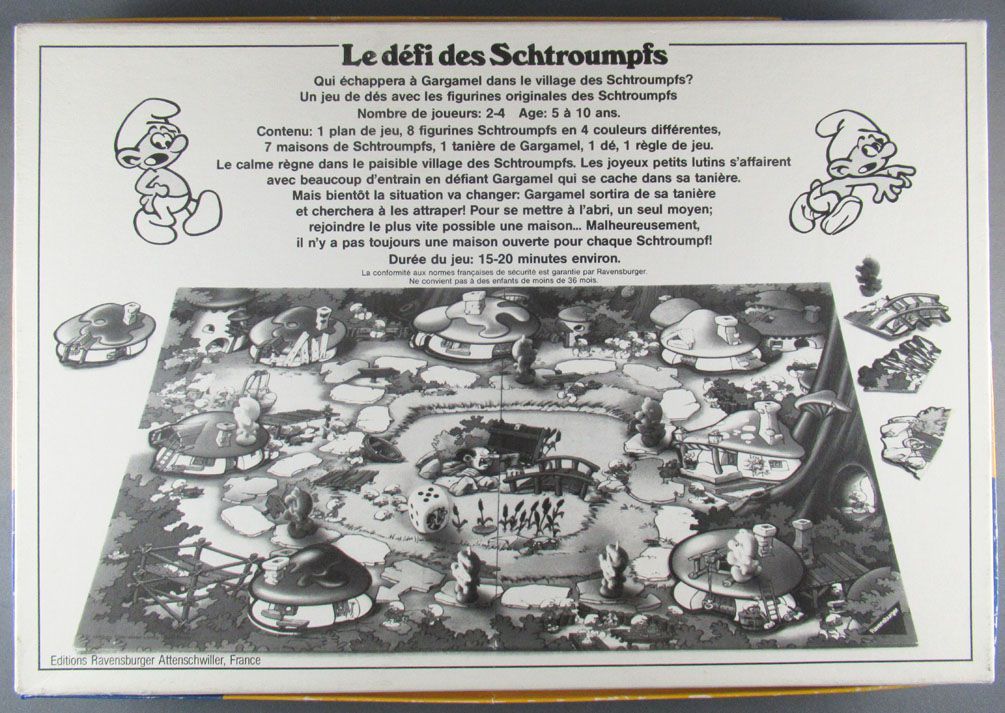 Le défi des Schtroumpfs
Qui échappera à Gargamel dans le village des Schtroumpfs?
Un jeu de dés avec les figurines originales des Schtroumpfs
Nombre de joueurs: 2-4 Age: 5 à 10 ans.
Contenu: 1 plan de jeu, 8 figurines Schtroumpfs en 4 couleurs différentes,
7 maisons de Schtroumpfs, 1 tanière de Gargamel, 1 dé, 1 règle de jeu.
Le calme règne dans le paisible village des Schtroumpfs. Les joyeux petits lutins s'affairent
avec beaucoup d'entrain en défiant Gargamel qui se cache dans sa tanière.
Mais bientôt la situation va changer: Gargamel sortira de sa tanière
et cherchera à les attraper! Pour se mettre à l'abri, un seul moyen;
rejoindre le plus vite possible une maison... Malheureusement,
il n'y a pas toujours une maison ouverte pour chaque Schtroumpf!
Durée du jeu: 15-20 minutes environ.
La conformité aux normes françaises de sécurité est garantie par Ravensburger.
Ne convient pas à des enfants de moins de 36 mois.
Ravensburger
Editions Ravensburger Attenschwiller, France